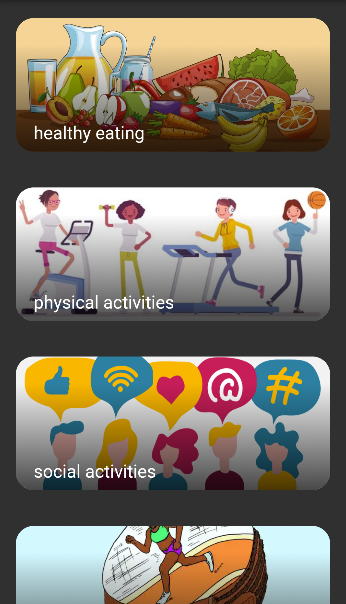 healthy eating
physical activities
@
#
social activities